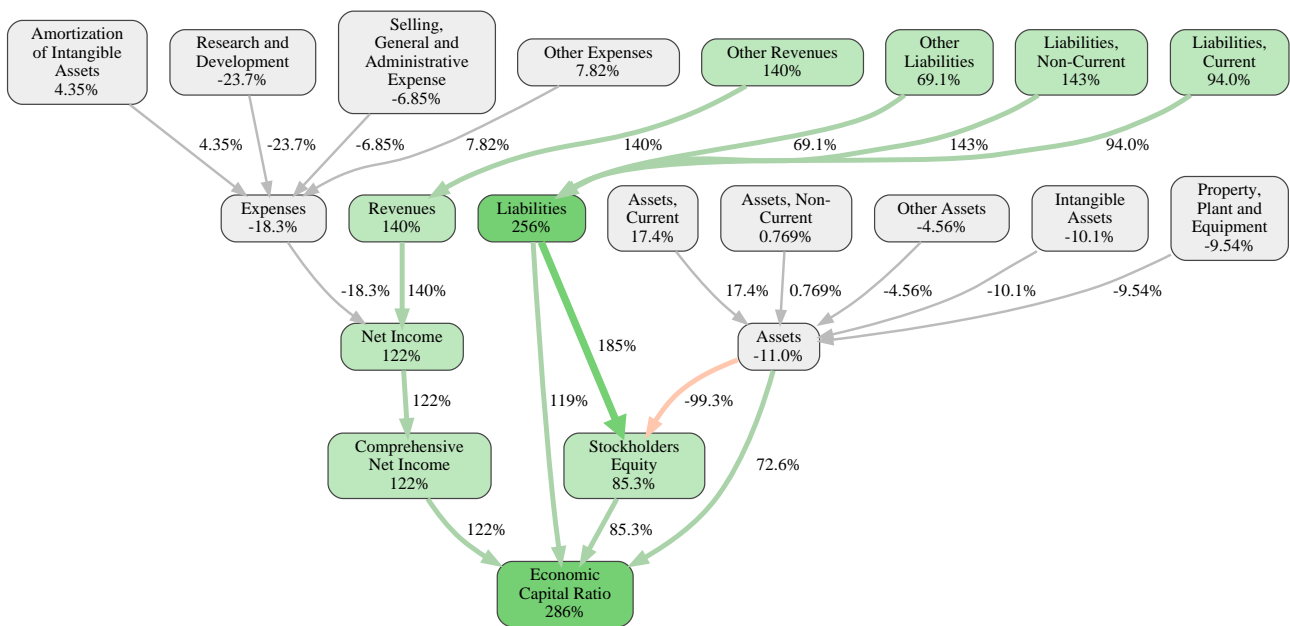 Amortization
of Intangible
Assets
4.35%
Research and
Development
-23.7%
Selling,
General and
Administrative
Expense
-6.85%
Other Expenses
7.82%
Other Revenues
140%
Other
Liabilities
69.1%
Liabilities,
Non-Current
143%
Liabilities,
Current
94.0%
4.35%
-23.7%
-6.85%
7.82%
140%
69.1%
143%
94.0%
Expenses
-18.3%
Revenues
140%
Liabilities
256%
Assets,
Current
17.4%
Assets, Non-
Current
0.769%
Other Assets
-4.56%
Intangible
Assets
-10.1%
Property,
Plant and
Equipment
-9.54%
-18.3%
140%
17.4%
0.769%
-4.56%
-10.1%
-9.54%
Net Income
122%
185%
Assets
-11.0%
122%
119%
-99.3%
Comprehensive
Net Income
122%
Stockholders
Equity
85.3%
72.6%
122%
85.3%
Economic
Capital Ratio
286%